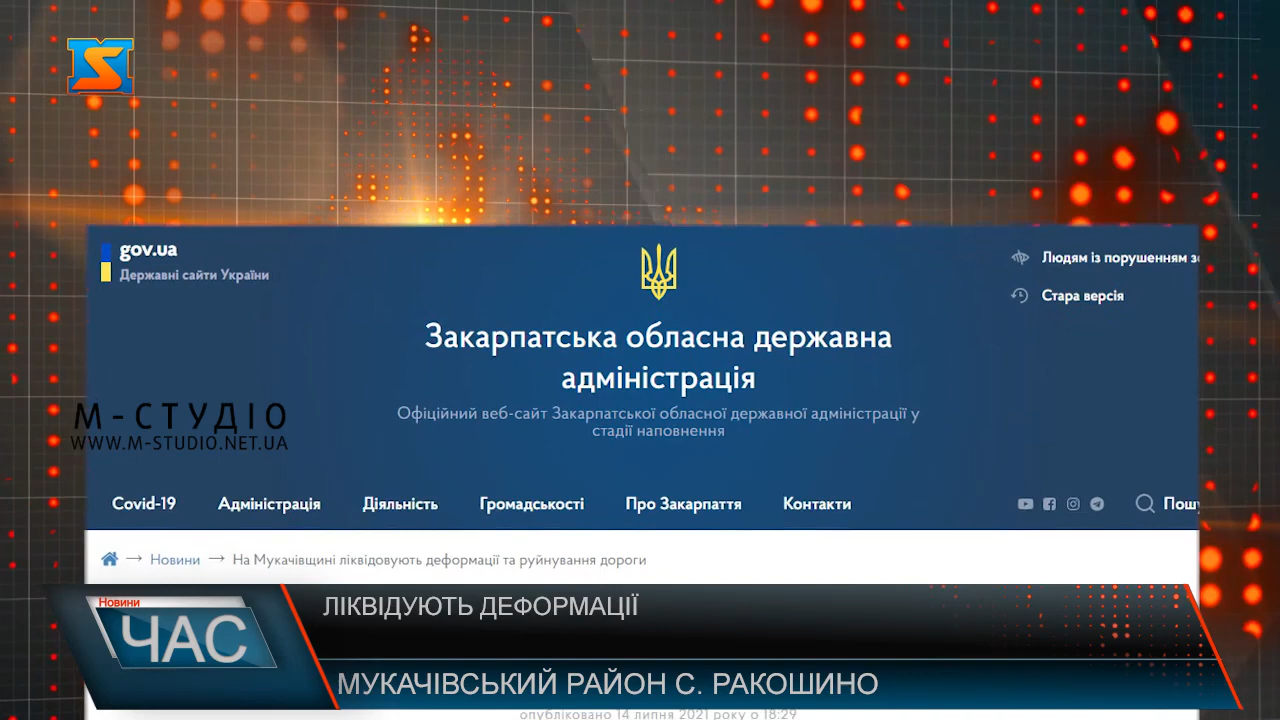 gov.ua
Державні сайти України
Людям із порушенням
Стара версія
Закарпатська обласна державна
адміністрація
Офіційний веб-сайт Закарпатської обласної державної адміністрації у
стадії наповнення
М-СТУДІО
WWW.M-STUDIO.NET.UA
Covid-19 Адміністрація Діяльність Громадськості Про Закарпаття Контакти
Новини → На Мукачівщині ліквідовують деформації та руйнування дороги
Новини
ЧАС
ЛІКВІДУЮТЬ ДЕФОРМАЦІЇ
МУКАЧІВСЬКИЙ РАЙОН С. РАКОШИНО
опубліковано 14 липня 2021 року о 18:29